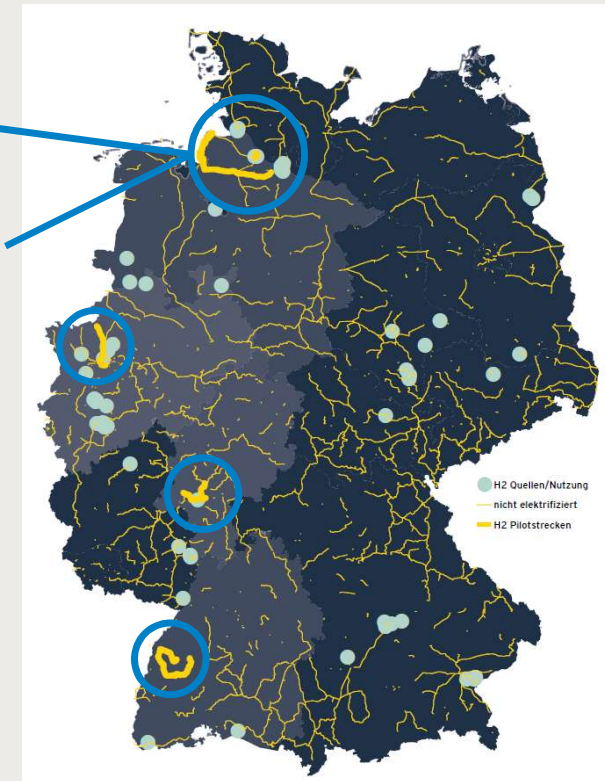 H2 Quellen/Nutzung
nicht elektrifiziert
H2 Pilotstrecken